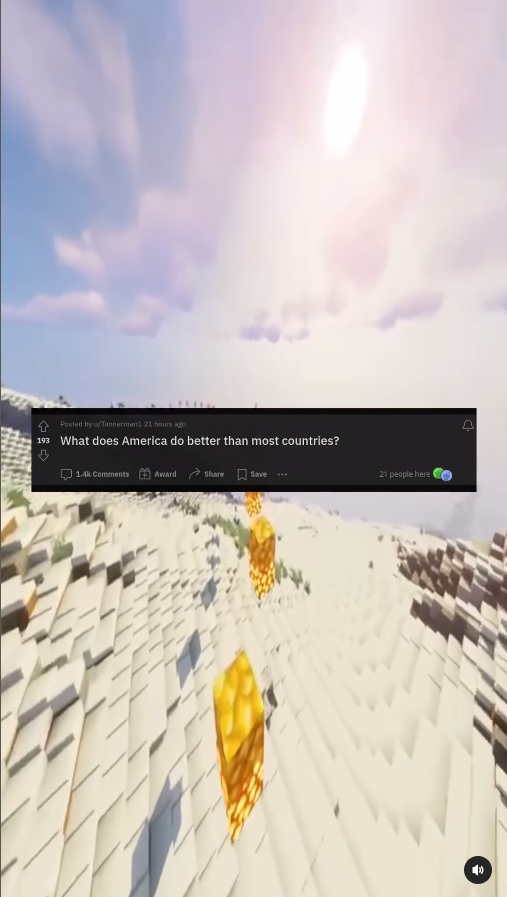 Posted by u/Tannerman1 21 hours ago
193
What does America do better than most countries?
1.4k Comments Award Share Save ... 21 people here